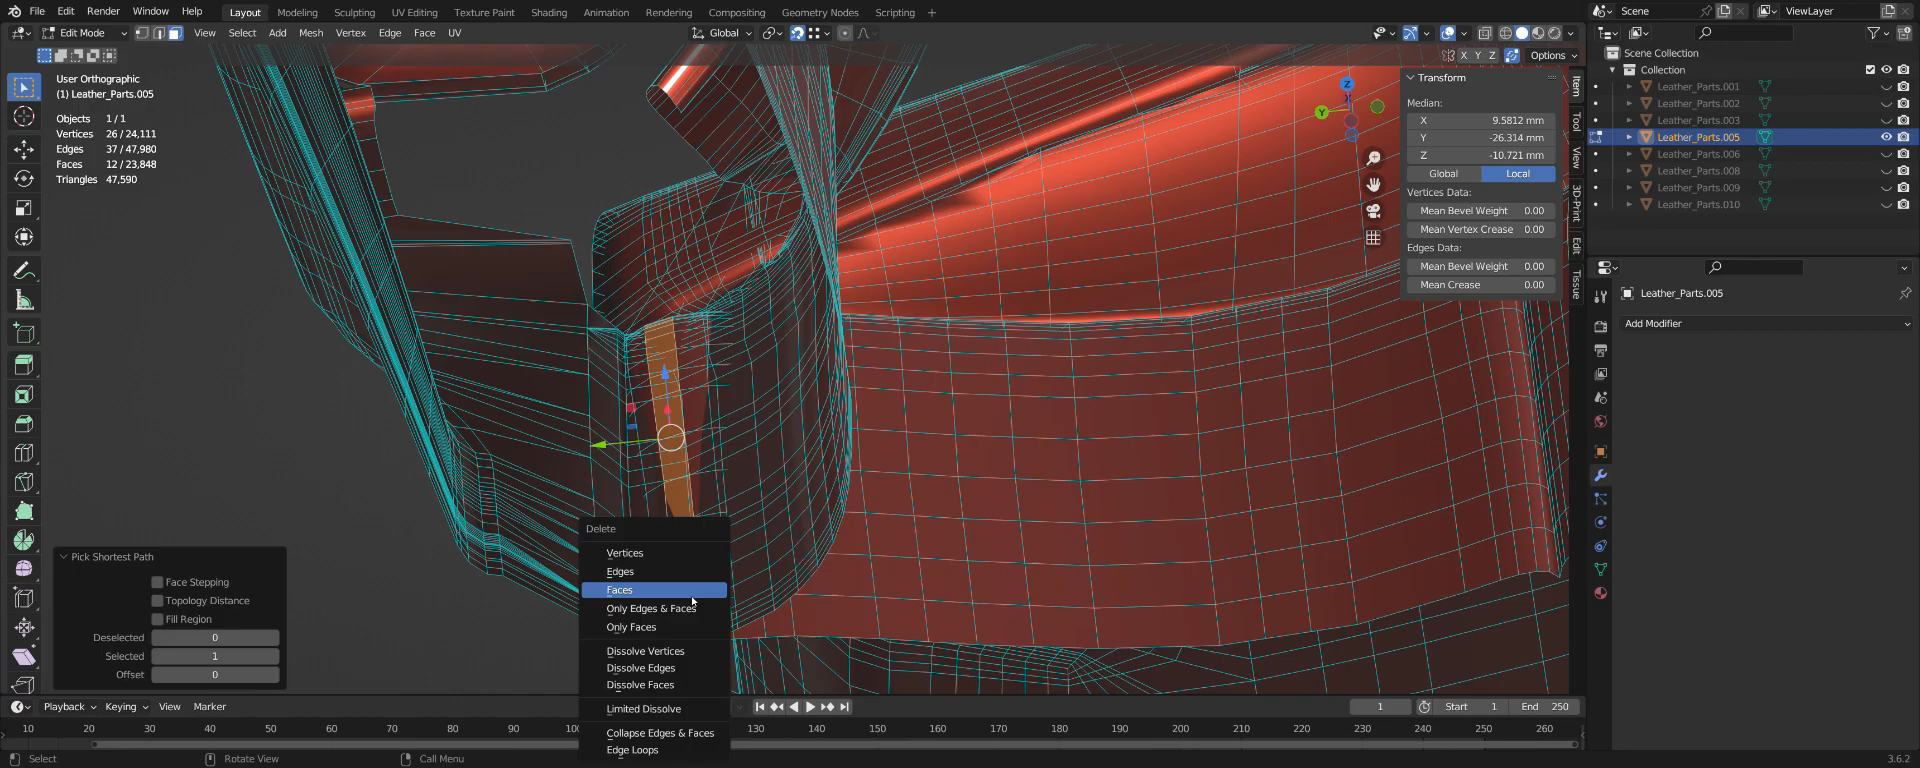 File Edit Render Window Help Layout Modeling Sculpting UV Editing Texture Paint Shading Animation Rendering Compositing Geometry Nodes Scripting + Scene ViewLayer
Edit Mode View Select Add Mesh Vertex Edge Face UV Global
X Y Z Options
User Orthographic
(1) Leather_Parts.005
Objects 1 / 1
Vertices 26 / 24,111
Edges 37 / 47,980
Faces 12 / 23,848
Triangles 47,590
Z
Y
X
Transform
Median:
X 9.5812 mm
Y -26.314 mm
Z -10.721 mm
Global Local
Vertices Data:
Mean Bevel Weight 0.00
Mean Vertex Crease 0.00
Edges Data:
Mean Bevel Weight 0.00
Mean Crease 0.00
Item
Tool
View
3D-Print
Edit
Tissue
Scene Collection
Collection
Leather_Parts.001
Leather_Parts.002
Leather_Parts.003
Leather_Parts.005
Leather_Parts.006
Leather_Parts.008
Leather_Parts.009
Leather_Parts.010
Leather_Parts.005
Add Modifier
Pick Shortest Path
Face Stepping
Topology Distance
Fill Region
Deselected 0
Selected 1
Offset 0
Delete
Vertices
Edges
Faces
Only Edges & Faces
Only Faces
Dissolve Vertices
Dissolve Edges
Dissolve Faces
Limited Dissolve
Collapse Edges & Faces
Edge Loops
Playback Keying View Marker 1 Start 1 End 250
10 20 30 40 50 60 70 80 90 130 140 150 160 170 180 190 200 210 220 230 240 250 260
Select Rotate View Call Menu 3.6.2